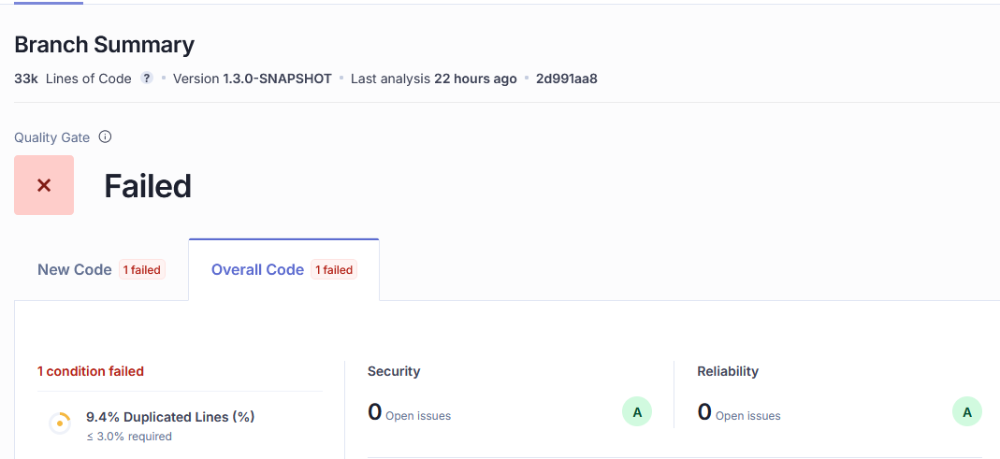 Branch Summary
33k Lines of Code ? • Version 1.3.0-SNAPSHOT • Last analysis 22 hours ago • 2d991aa8
Quality Gate
Failed
New Code 1 failed Overall Code 1 failed
1 condition failed
9.4% Duplicated Lines (%)
≤ 3.0% required
Security
0 Open issues A
Reliability
0 Open issues A